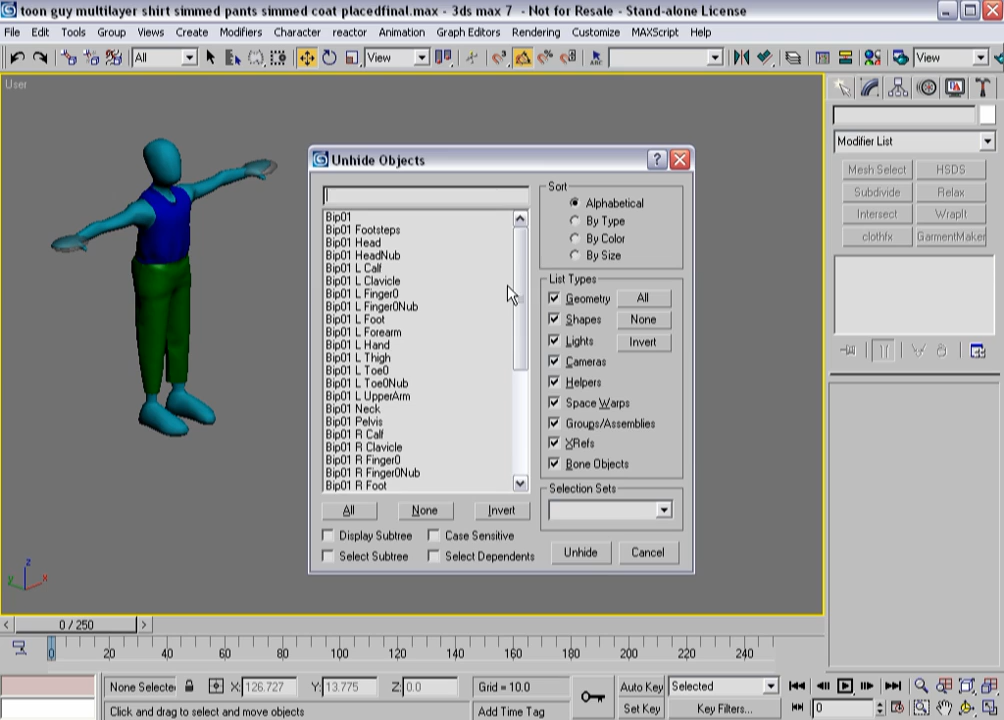 toon guy multilayer shirt simmed pants simmed coat placedfinal.max - 3ds max 7 - Not for Resale - Stand-alone License
File Edit Tools Group Views Create Modifiers Character reactor Animation Graph Editors Rendering Customize MAXScript Help
All View View
User
Modifier List
Mesh Select HSDS
Subdivide Relax
Intersect WrapIt
clothfx GarmentMaker
Unhide Objects
Bip01
Bip01 Footsteps
Bip01 Head
Bip01 HeadNub
Bip01 L Calf
Bip01 L Clavicle
Bip01 L Finger0
Bip01 L Finger0Nub
Bip01 L Foot
Bip01 L Forearm
Bip01 L Hand
Bip01 L Thigh
Bip01 L Toe0
Bip01 L Toe0Nub
Bip01 L UpperArm
Bip01 Neck
Bip01 Pelvis
Bip01 R Calf
Bip01 R Clavicle
Bip01 R Finger0
Bip01 R Finger0Nub
Bip01 R Foot
All None Invert
Display Subtree Case Sensitive
Select Subtree Select Dependents
Sort
Alphabetical
By Type
By Color
By Size
List Types
Geometry All
Shapes None
Lights Invert
Cameras
Helpers
Space Warps
Groups/Assemblies
XRefs
Bone Objects
Selection Sets
Unhide Cancel
z
y x
0 / 250
0 20 40 60 80 100 120 140 160 180 200 220 240
None Selecte X: 126.727 Y: 13.775 Z: 0.0 Grid = 10.0 Auto Key Selected
Click and drag to select and move objects Add Time Tag Set Key Key Filters... 0